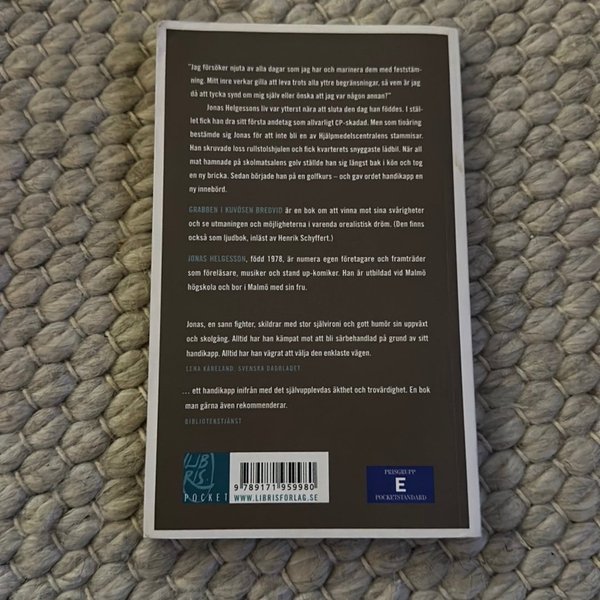 "Jag försöker njuta av alla dagar som jag har och marinera dem med feststäm-
ning. Mitt inre verkar gilla att leva trots alla yttre begränsningar, så vem är jag
då att tycka synd om mig själv eller önska att jag var någon annan?"
Jonas Helgessons liv var ytterst nära att sluta den dag han föddes. I stäl-
let fick han dra sitt första andetag som allvarligt CP-skadad. Men som tioåring
bestämde sig Jonas för att inte bli en av Hjälpmedelscentralens stammisar.
Han skruvade loss rullstolshjulen och fick kvarterets snyggaste lådbil. När all
mat hamnade på skolmatsalens golv ställde han sig längst bak i kön och tog
en ny bricka. Sedan började han på en golfkurs – och gav ordet handikapp en
ny innebörd.
GRABBEN I KUVÖSEN BREDVID är en bok om att vinna mot sina svårigheter
och se utmaningen och möjligheterna i varenda orealistisk dröm. (Den finns
också som ljudbok, inläst av Henrik Schyffert.)
JONAS HELGESSON, född 1978, är numera egen företagare och framträder
som föreläsare, musiker och stand up-komiker. Han är utbildad vid Malmö
högskola och bor i Malmö med sin fru.
Jonas, en sann fighter, skildrar med stor självironi och gott humör sin uppväxt
och skolgång. Alltid har han kämpat mot att bli särbehandlad på grund av sitt
handikapp. Alltid har han vägrat att välja den enklaste vägen.
LENA KÅRELAND, SVENSKA DAGBLADET
... ett handikapp inifrån med det självupplevdas äkthet och trovärdighet. En bok
man gärna även rekommenderar.
BIBLIOTEKSTJÄNST
LIB
RIS
POCKET
9 789171 959980
WWW.LIBRISFORLAG.SE
PRISGRUPP
E
POCKETSTANDARD